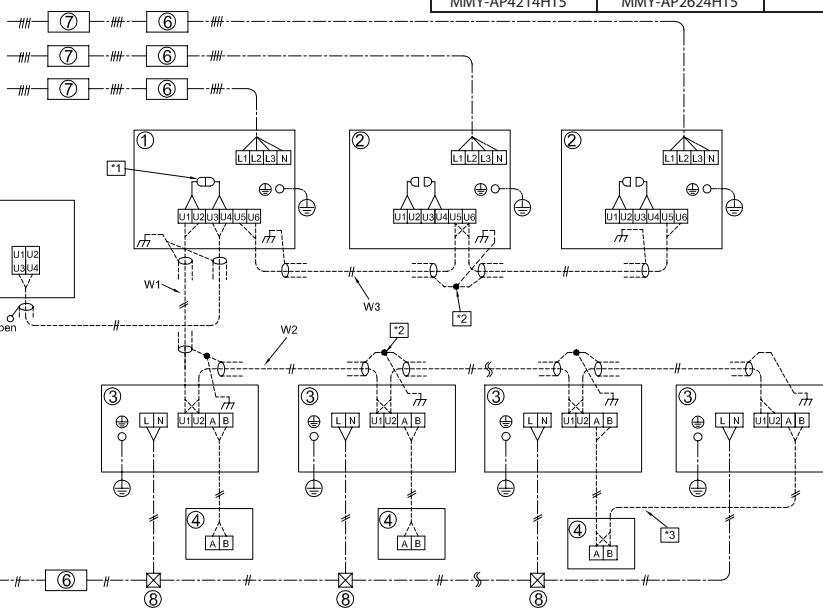 MMY-AP4214HT5 MMY-AP2624HT5
7 6
7 6
7 6
1 2 2
L1 L2 L3 N L1 L2 L3 N L1 L2 L3 N
*1
U1 U2 U3 U4 U5 U6 U1 U2 U3 U4 U5 U6 U1 U2 U3 U4 U5 U6
U1 U2
U3 U4
W1
W3
*2
pen
W2
*2
3 3 3 3
L N U1 U2 A B L N U1 U2 A B L N U1 U2 A B L N U1 U2 A B
4 4 4
*3
A B A B A B
6
8 8 8